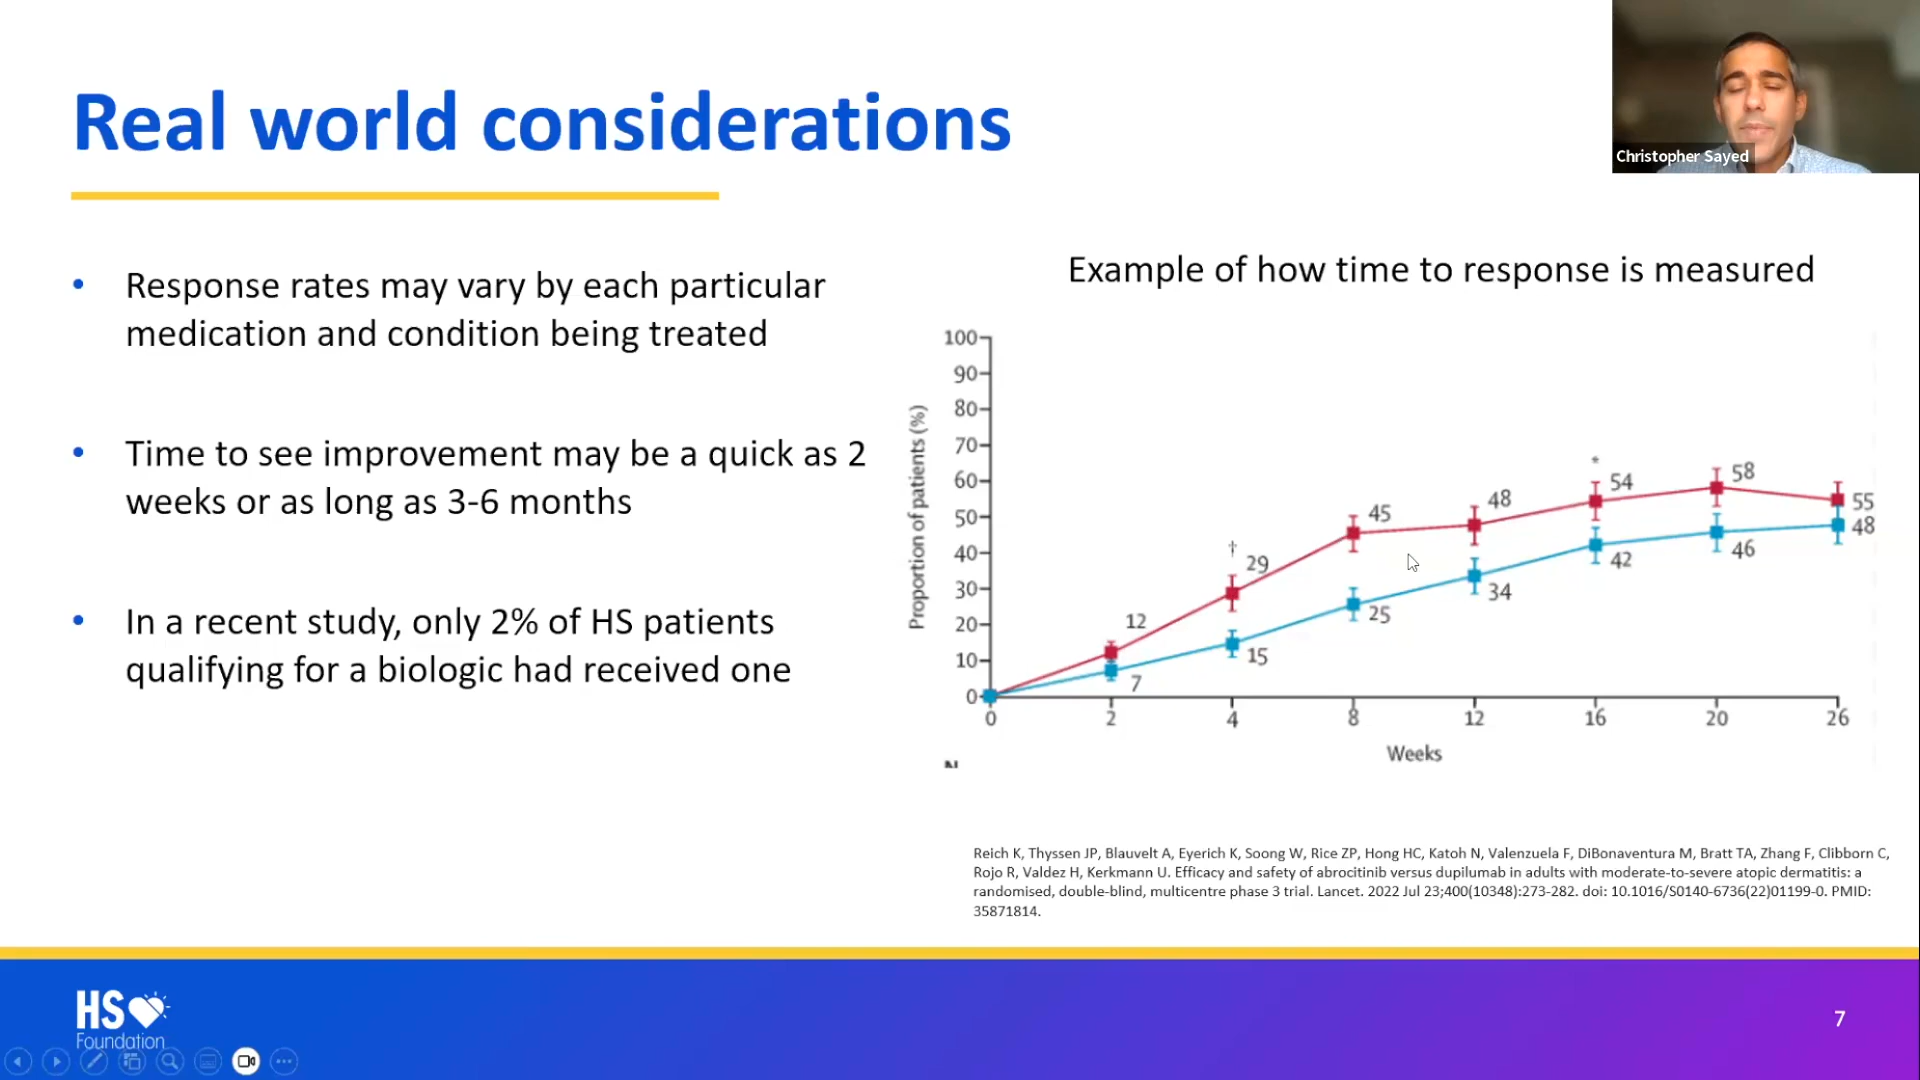 Real world considerations
Christopher Sayed
• Response rates may vary by each particular
medication and condition being treated
• Time to see improvement may be a quick as 2
weeks or as long as 3-6 months
• In a recent study, only 2% of HS patients
qualifying for a biologic had received one
Example of how time to response is measured
Proportion of patients (%)
100
90
80
70
60
50
40
30
20
10
0
12
†
29
45
48
*
54
58
55
7
15
25
34
42
46
48
0 2 4 8 12 16 20 26
Weeks
Reich K, Thyssen JP, Blauvelt A, Eyerich K, Soong W, Rice ZP, Hong HC, Katoh N, Valenzuela F, DiBonaventura M, Bratt TA, Zhang F, Clibborn C,
Rojo R, Valdez H, Kerkmann U. Efficacy and safety of abrocitinib versus dupilumab in adults with moderate-to-severe atopic dermatitis: a
randomised, double-blind, multicentre phase 3 trial. Lancet. 2022 Jul 23;400(10348):273-282. doi: 10.1016/S0140-6736(22)01199-0. PMID:
35871814.
HS
Foundation
7